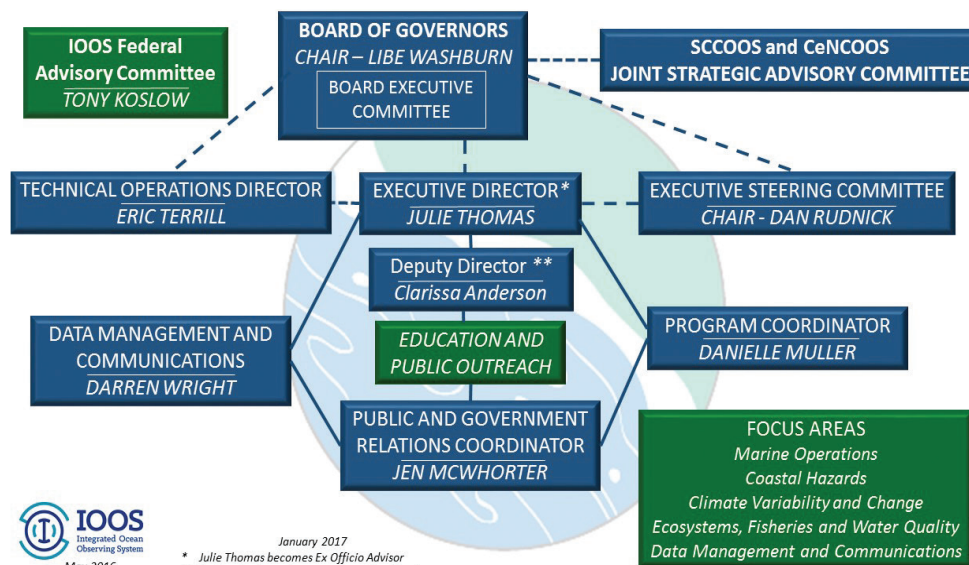 IOOS Federal
Advisory Committee
TONY KOSLOW
BOARD OF GOVERNORS
CHAIR – LIBE WASHBURN
BOARD EXECUTIVE
COMMITTEE
SCCOOS and CeNCOOS
JOINT STRATEGIC ADVISORY COMMITTEE
TECHNICAL OPERATIONS DIRECTOR
ERIC TERRILL
EXECUTIVE DIRECTOR*
JULIE THOMAS
EXECUTIVE STEERING COMMITTEE
CHAIR - DAN RUDNICK
Deputy Director **
Clarissa Anderson
DATA MANAGEMENT AND
COMMUNICATIONS
DARREN WRIGHT
EDUCATION AND
PUBLIC OUTREACH
PROGRAM COORDINATOR
DANIELLE MULLER
PUBLIC AND GOVERNMENT
RELATIONS COORDINATOR
JEN MCWHORTER
FOCUS AREAS
Marine Operations
Coastal Hazards
Climate Variability and Change
Ecosystems, Fisheries and Water Quality
Data Management and Communications
IOOS
Integrated Ocean
Observing System
January 2017
* Julie Thomas becomes Ex Officio Advisor